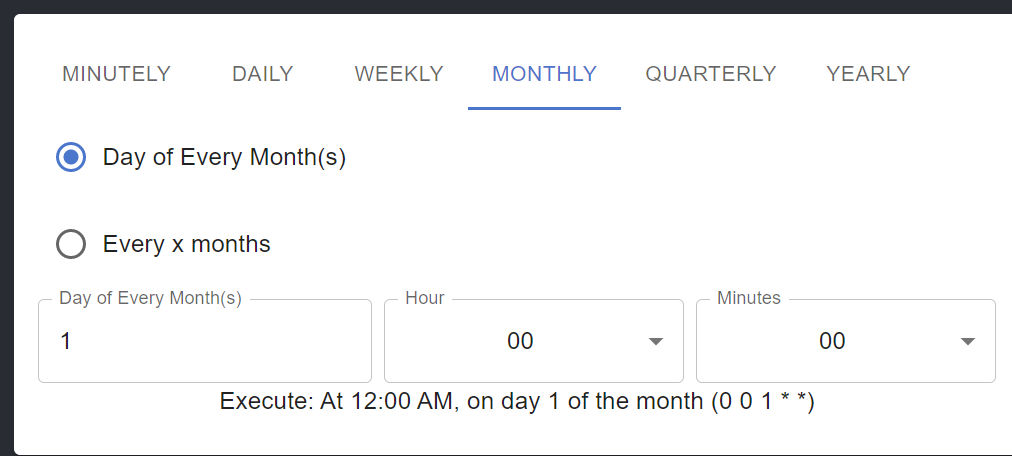 MINUTELY DAILY WEEKLY MONTHLY QUARTERLY YEARLY
Day of Every Month(s)
Every x months
Day of Every Month(s) Hour Minutes
1 00 00
Execute: At 12:00 AM, on day 1 of the month (0 0 1 * *)